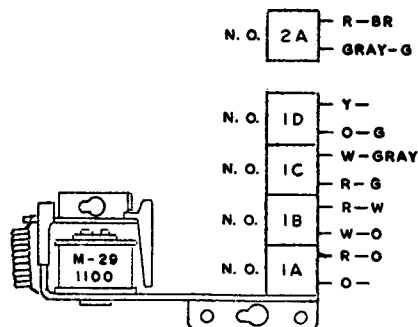 R-BR
N. O. 2A
GRAY-G
Y-
N. O. 1D
O-G
W-GRAY
N. O. 1C
R-G
R-W
N. O. 1B
W-O
R-O
N. O. 1A
O-
M-29
1100